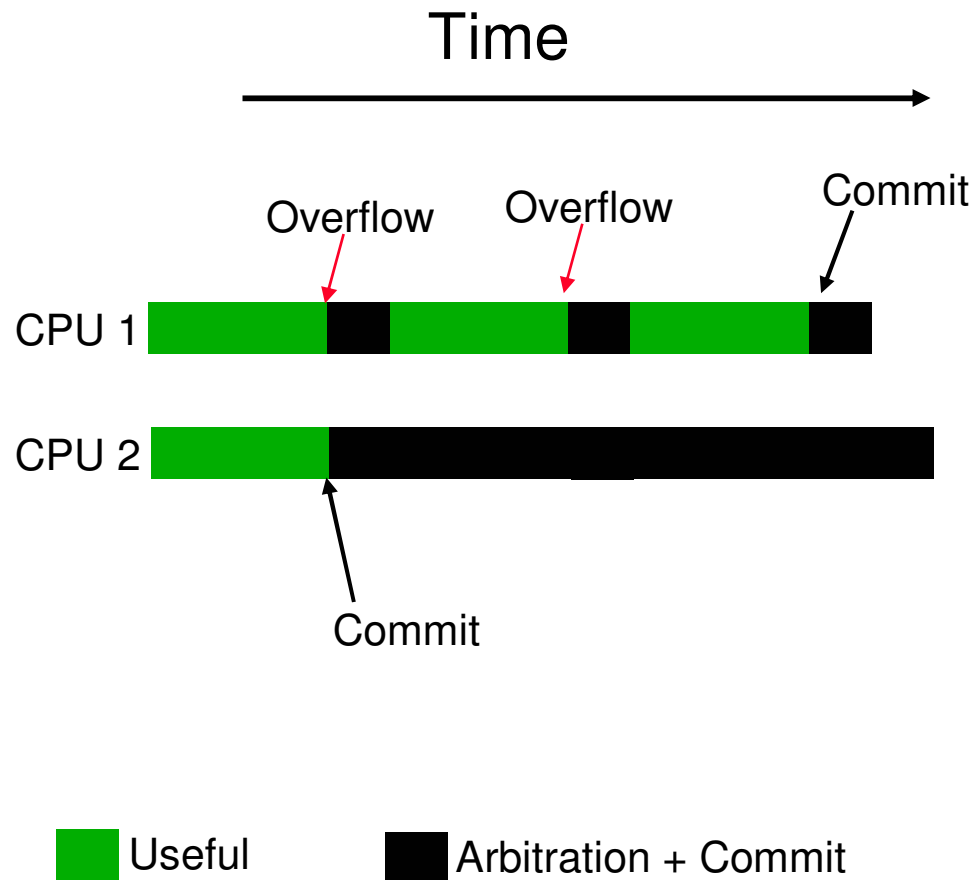 Time
Commit
Overflow
Overflow
CPU 1
CPU 2
Commit
Useful
Arbitration + Commit